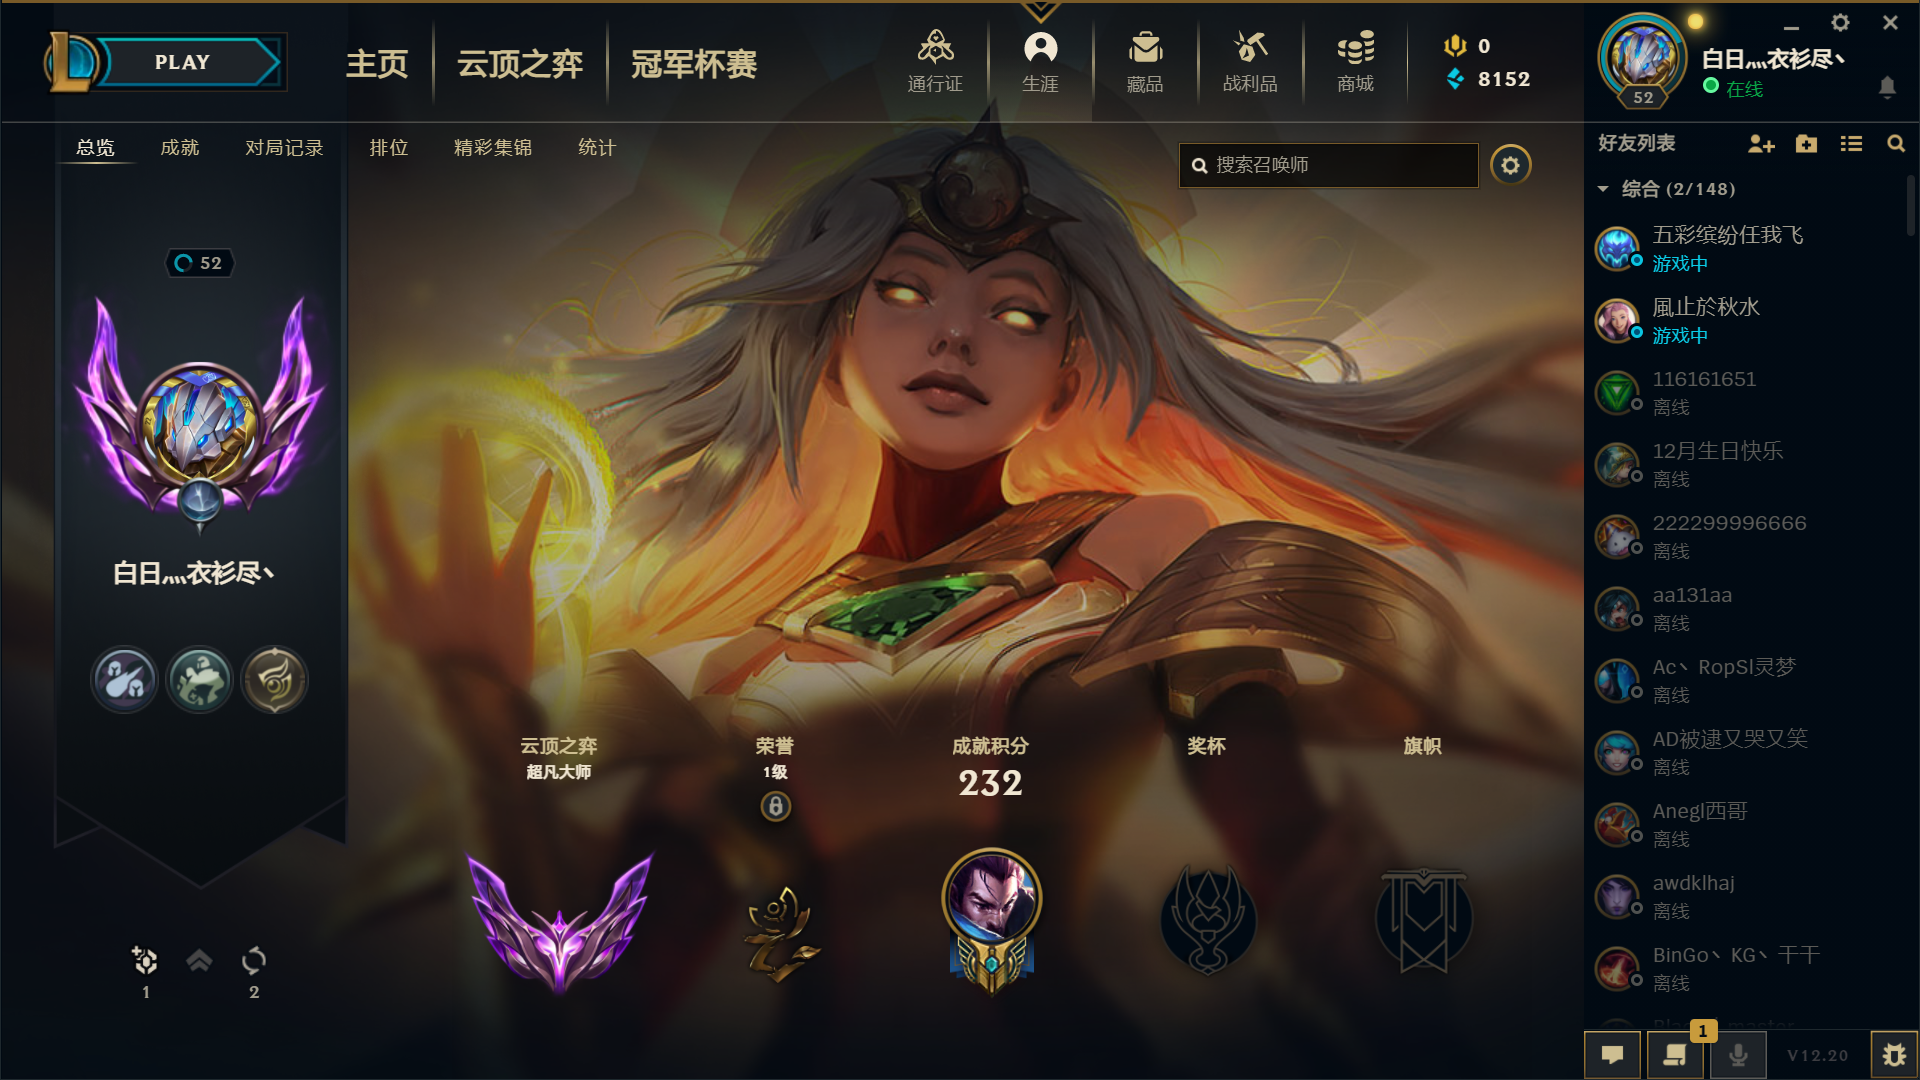 PLAY
主页
云顶之弈
冠军杯赛
通行证
生涯
藏品
战利品
商城
0
8152
52
白日灬衣衫尽丶
在线
总览
成就
对局记录
排位
精彩集锦
统计
搜索召唤师
好友列表
综合 (2/148)
五彩缤纷任我飞
游戏中
風止於秋水
游戏中
116161651
离线
12月生日快乐
离线
222299996666
离线
aa131aa
离线
Ac丶 RopSl灵梦
离线
AD被逮又哭又笑
离线
Anegl西哥
离线
awdklhaj
离线
BinGo丶 KG丶 干干
离线
52
白日灬衣衫尽丶
云顶之弈
超凡大师
荣誉
1级
成就积分
232
奖杯
旗帜
1
2
1
V12.20